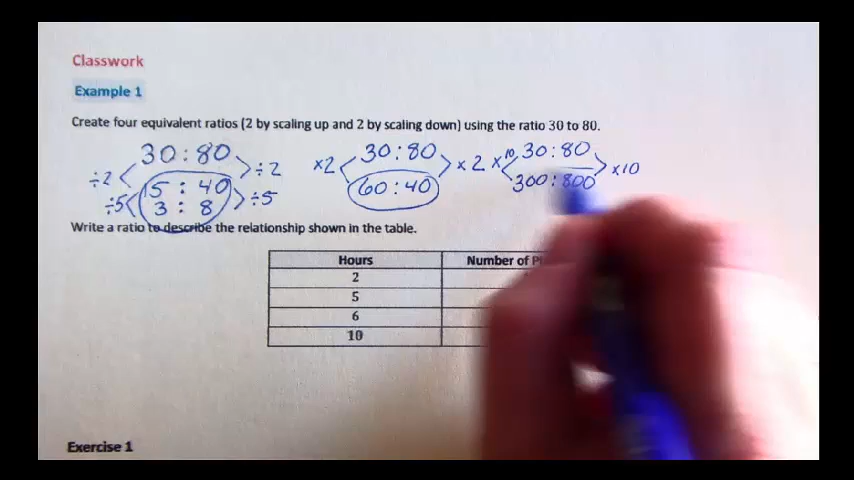 Classwork
Example 1
Create four equivalent ratios (2 by scaling up and 2 by scaling down) using the ratio 30 to 80.
30 : 80 30 : 80 30 : 80
÷2 ÷2 ×2 × 2 ×10 ×10
15 : 40 60 : 40 300 : 800
÷5 3 : 8 ÷5
Write a ratio to describe the relationship shown in the table.
Hours Number of
2
5
6
10
Exercise 1